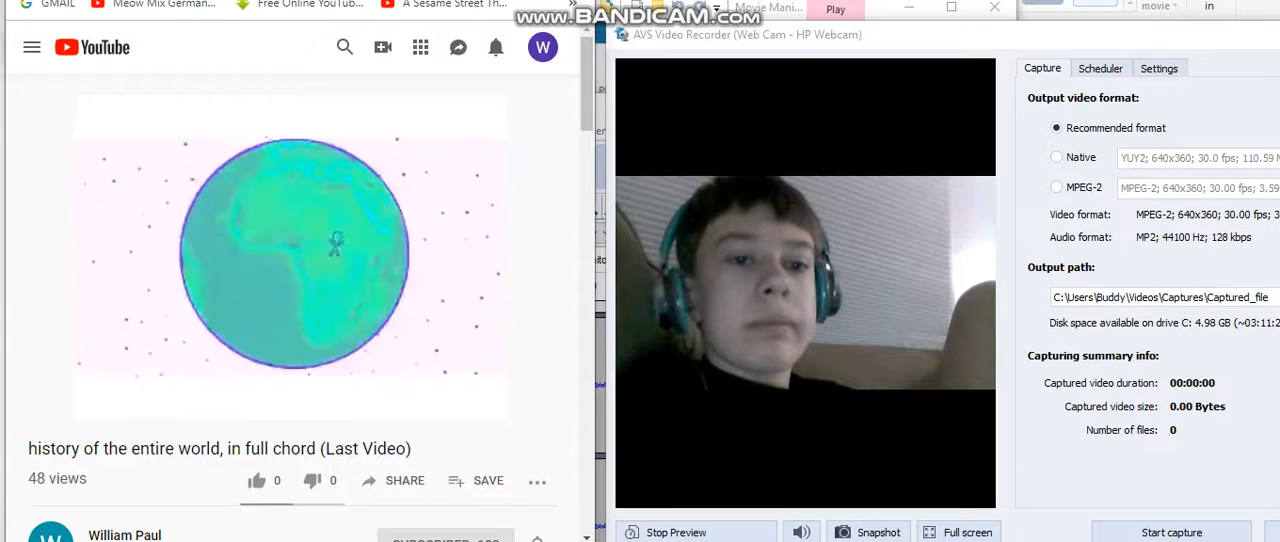 GMAIL Meow Mix German... Free Online YouTub... A Sesame Street Th... »
www.BANDICAM.com
Movie Mani... Play
movie in
YouTube W
AVS Video Recorder (Web Cam - HP Webcam)
Capture Scheduler Settings
Output video format:
Recommended format
Native YUY2; 640x360; 30.0 fps; 110.59 M
MPEG-2 MPEG-2; 640x360; 30.00 fps; 3.59
Video format: MPEG-2; 640x360; 30.00 fps; 3
Audio format: MP2; 44100 Hz; 128 kbps
Output path:
C:\Users\Buddy\Videos\Captures\Captured_file
Disk space available on drive C: 4.98 GB (~03:11:2
Capturing summary info:
Captured video duration: 00:00:00
Captured video size: 0.00 Bytes
Number of files: 0
history of the entire world, in full chord (Last Video)
48 views 0 0 SHARE SAVE
W William Paul
Stop Preview Snapshot Full screen Start capture